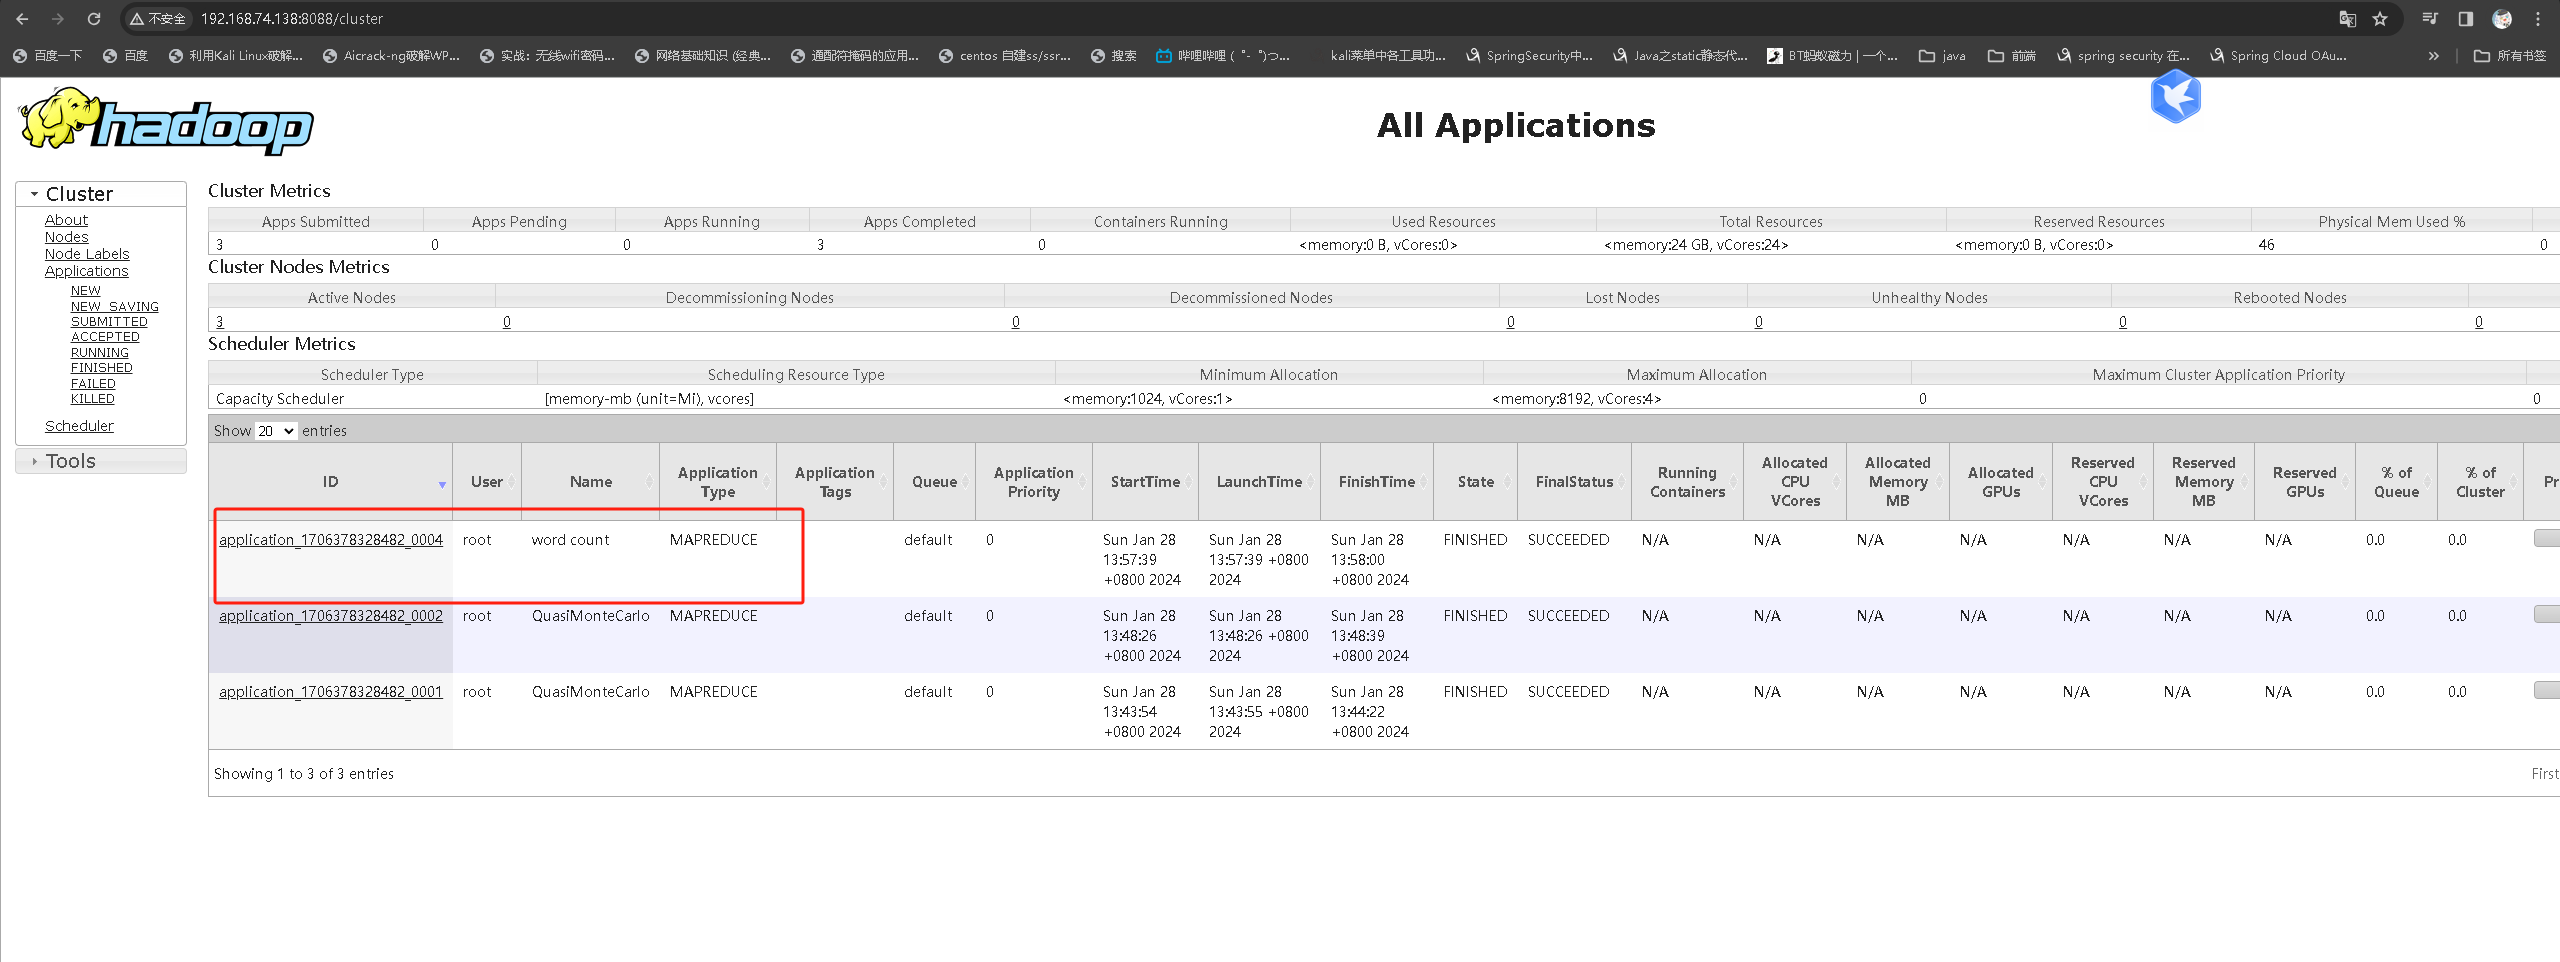 不安全 192.168.74.138:8088/cluster
百度一下 百度 利用Kali Linux破解... Aicrack-ng破解WP... 实战：无线wifi密码... 网络基础知识 (经典... 通配符掩码的应用... centos 自建ss/ssr... 搜索 哔哩哔哩 (゜-゜)つ... kali菜单中各工具功... SpringSecurity中... Java之static静态代... BT蚂蚁磁力 | 一个... java 前端 spring security 在... Spring Cloud OAu... » 所有书签
hadoop
All Applications
Cluster
About
Nodes
Node Labels
Applications
NEW
NEW_SAVING
SUBMITTED
ACCEPTED
RUNNING
FINISHED
FAILED
KILLED
Scheduler
Tools
Cluster Metrics
Apps Submitted Apps Pending Apps Running Apps Completed Containers Running Used Resources Total Resources Reserved Resources Physical Mem Used %
3 0 0 3 0 <memory:0 B, vCores:0> <memory:24 GB, vCores:24> <memory:0 B, vCores:0> 46 0
Cluster Nodes Metrics
Active Nodes Decommissioning Nodes Decommissioned Nodes Lost Nodes Unhealthy Nodes Rebooted Nodes
3 0 0 0 0 0 0
Scheduler Metrics
Scheduler Type Scheduling Resource Type Minimum Allocation Maximum Allocation Maximum Cluster Application Priority
Capacity Scheduler [memory-mb (unit=Mi), vcores] <memory:1024, vCores:1> <memory:8192, vCores:4> 0 0
Show 20 entries
ID User Name Application Type Application Tags Queue Application Priority StartTime LaunchTime FinishTime State FinalStatus Running Containers Allocated CPU VCores Allocated Memory MB Allocated GPUs Reserved CPU VCores Reserved Memory MB Reserved GPUs % of Queue % of Cluster Pr
application_1706378328482_0004 root word count MAPREDUCE default 0 Sun Jan 28 13:57:39 +0800 2024 Sun Jan 28 13:57:39 +0800 2024 Sun Jan 28 13:58:00 +0800 2024 FINISHED SUCCEEDED N/A N/A N/A N/A N/A N/A N/A 0.0 0.0
application_1706378328482_0002 root QuasiMonteCarlo MAPREDUCE default 0 Sun Jan 28 13:48:26 +0800 2024 Sun Jan 28 13:48:26 +0800 2024 Sun Jan 28 13:48:39 +0800 2024 FINISHED SUCCEEDED N/A N/A N/A N/A N/A N/A N/A 0.0 0.0
application_1706378328482_0001 root QuasiMonteCarlo MAPREDUCE default 0 Sun Jan 28 13:43:54 +0800 2024 Sun Jan 28 13:43:55 +0800 2024 Sun Jan 28 13:44:22 +0800 2024 FINISHED SUCCEEDED N/A N/A N/A N/A N/A N/A N/A 0.0 0.0
Showing 1 to 3 of 3 entries First